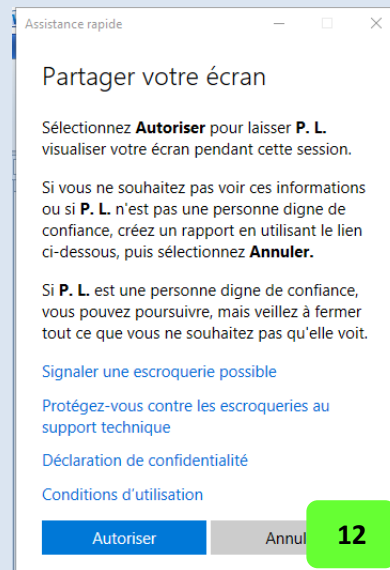 Assistance rapide
Partager votre écran
Sélectionnez Autoriser pour laisser P. L.
visualiser votre écran pendant cette session.
Si vous ne souhaitez pas voir ces informations
ou si P. L. n'est pas une personne digne de
confiance, créez un rapport en utilisant le lien
ci-dessous, puis sélectionnez Annuler.
Si P. L. est une personne digne de confiance,
vous pouvez poursuivre, mais veillez à fermer
tout ce que vous ne souhaitez pas qu'elle voit.
Signaler une escroquerie possible
Protégez-vous contre les escroqueries au
support technique
Déclaration de confidentialité
Conditions d'utilisation
Autoriser Annul 12